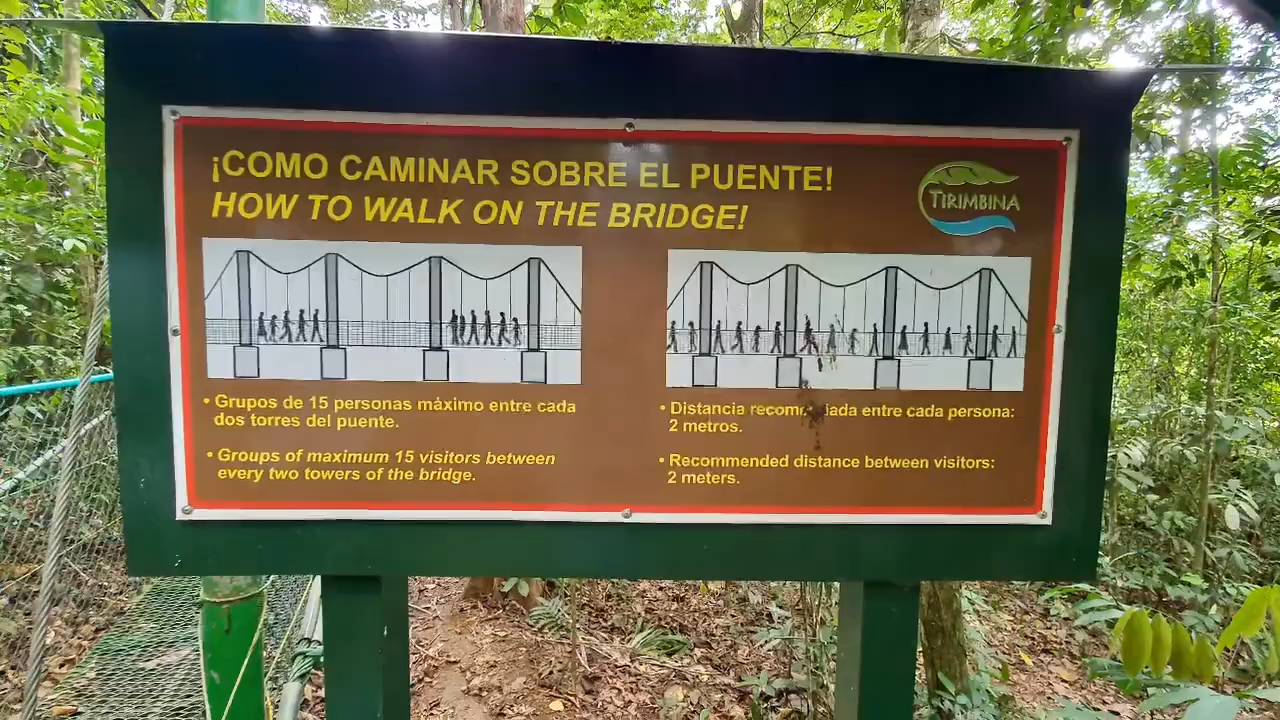 ¡COMO CAMINAR SOBRE EL PUENTE!
HOW TO WALK ON THE BRIDGE!
TIRIMBINA
• Grupos de 15 personas máximo entre cada
dos torres del puente.
• Groups of maximum 15 visitors between
every two towers of the bridge.
• Distancia entre cada persona:
2 metros.
• Recommended distance between visitors:
2 meters.